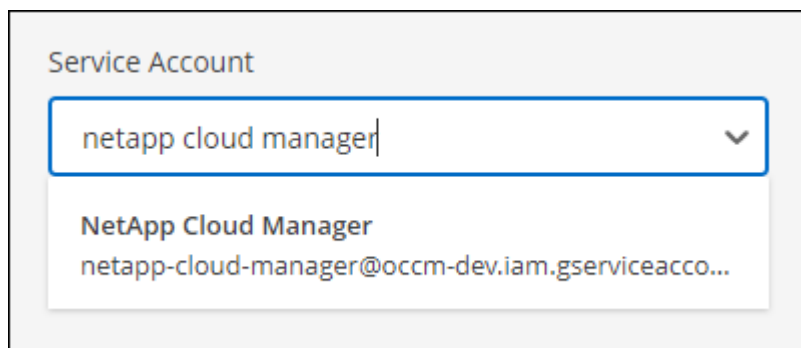 Service Account
netapp cloud manager
NetApp Cloud Manager
netapp-cloud-manager@occm-dev.iam.gserviceacco...